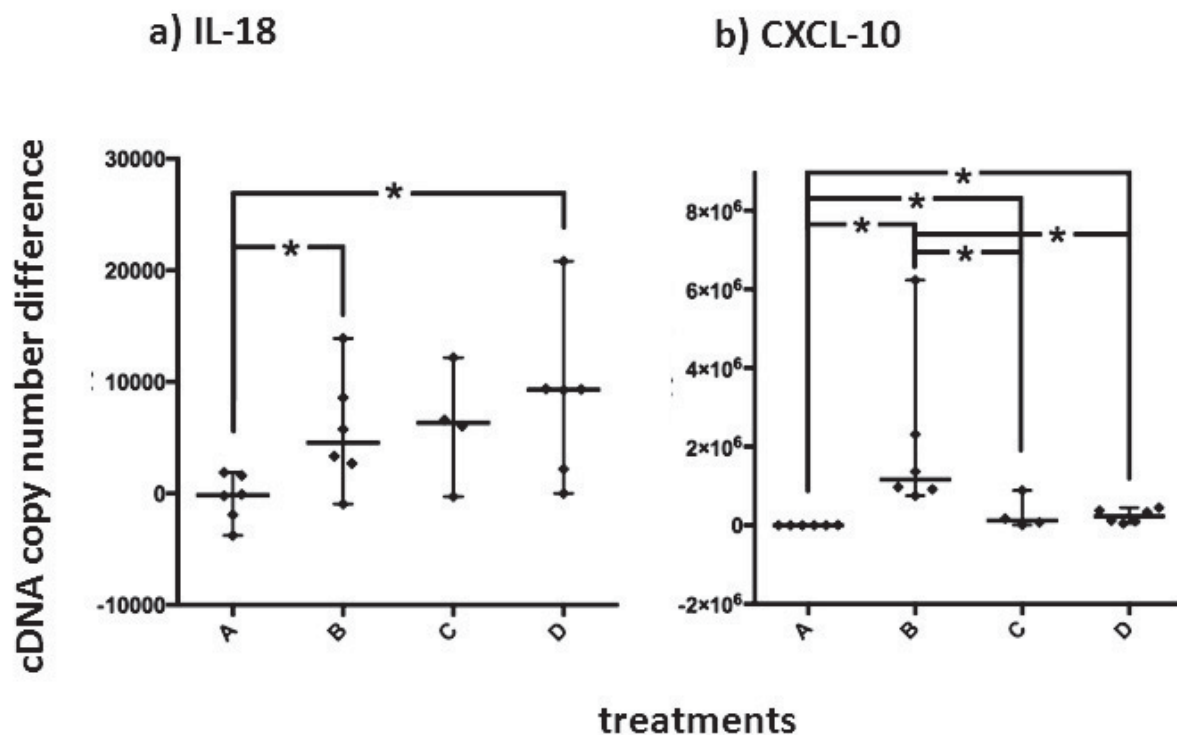 a) IL-18
b) CXCL-10
cDNA copy number difference
30000
20000
10000
0
-10000
A
B
C
D
8×10⁶
6×10⁶
4×10⁶
2×10⁶
0
-2×10⁶
A
B
C
D
*
*
*
*
*
*
*
treatments